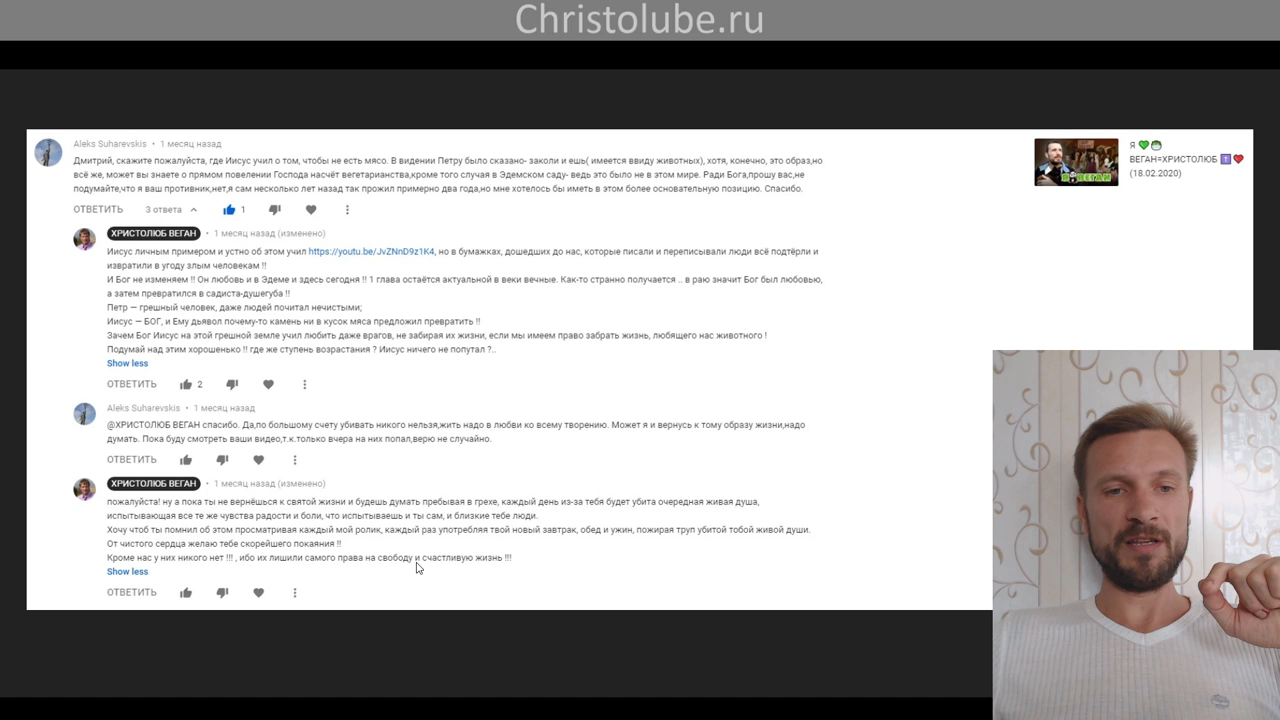 Christolube.ru
Aleks Suharevskis • 1 месяц назад
Дмитрий, скажите пожалуйста, где Иисус учил о том, чтобы не есть мясо. В видении Петру было сказано- заколи и ешь( имеется ввиду животных), хотя, конечно, это образ,но
всё же, может вы знаете о прямом повелении Господа насчёт вегетарианства,кроме того случая в Эдемском саду- ведь это было не в этом мире. Ради Бога,прошу вас,не
подумайте,что я ваш противник,нет,я сам несколько лет назад так прожил примерно два года,но мне хотелось бы иметь в этом более основательную позицию. Спасибо.
ОТВЕТИТЬ 3 ответа 1
Я 💚
ВЕГАН=ХРИСТОЛЮБ ✝️❤️
(18.02.2020)
ХРИСТОЛЮБ ВЕГАН • 1 месяц назад (изменено)
Иисус личным примером и устно об этом учил https://youtu.be/JvZNnD9z1K4, но в бумажках, дошедших до нас, которые писали и переписывали люди всё подтёрли и
извратили в угоду злым человекам !!
И Бог не изменяем !! Он любовь и в Эдеме и здесь сегодня !! 1 глава остаётся актуальной в веки вечные. Как-то странно получается .. в раю значит Бог был любовью,
а затем превратился в садиста-душегуба !!
Петр — грешный человек, даже людей почитал нечистыми;
Иисус — БОГ, и Ему дьявол почему-то камень ни в кусок мяса предложил превратить !!
Зачем Бог Иисус на этой грешной земле учил любить даже врагов, не забирая их жизни, если мы имеем право забрать жизнь, любящего нас животного !
Подумай над этим хорошенько !! где же ступень возрастания ? Иисус ничего не попутал ?..
Show less
ОТВЕТИТЬ 2
Aleks Suharevskis • 1 месяц назад
@ХРИСТОЛЮБ ВЕГАН спасибо. Да,по большому счету убивать никого нельзя,жить надо в любви ко всему творению. Может я и вернусь к тому образу жизни,надо
думать. Пока буду смотреть ваши видео,т.к.только вчера на них попал,верю не случайно.
ОТВЕТИТЬ
ХРИСТОЛЮБ ВЕГАН • 1 месяц назад (изменено)
пожалуйста! ну а пока ты не вернёшься к святой жизни и будешь думать пребывая в грехе, каждый день из-за тебя будет убита очередная живая душа,
испытывающая все те же чувства радости и боли, что испытываешь и ты сам, и близкие тебе люди.
Хочу чтоб ты помнил об этом просматривая каждый мой ролик, каждый раз употребляя твой новый завтрак, обед и ужин, пожирая труп убитой тобой живой души.
От чистого сердца желаю тебе скорейшего покаяния !!
Кроме нас у них никого нет !!! , ибо их лишили самого права на свободу и счастливую жизнь !!!
Show less
ОТВЕТИТЬ